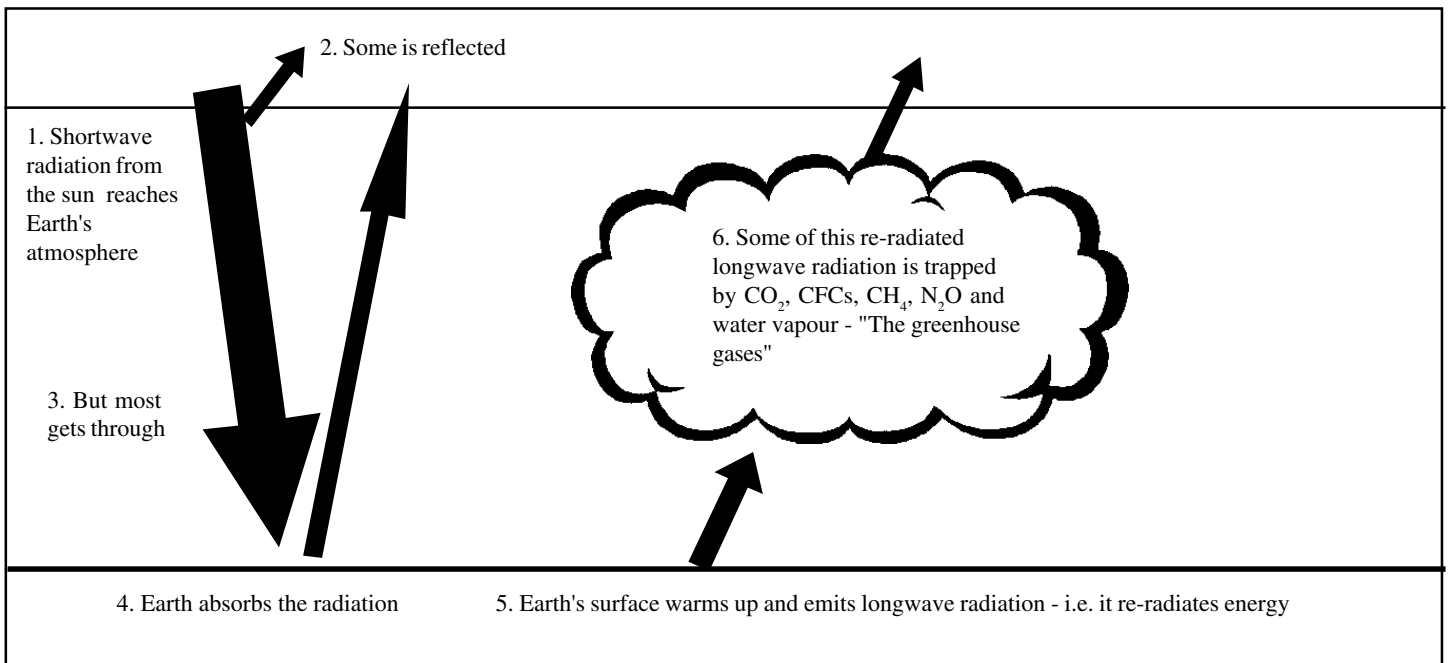 2. Some is reflected
1. Shortwave
radiation from
the sun reaches
Earth's
atmosphere
6. Some of this re-radiated
longwave radiation is trapped
by CO₂, CFCs, CH₄, N₂O and
water vapour - "The greenhouse
gases"
3. But most
gets through
4. Earth absorbs the radiation
5. Earth's surface warms up and emits longwave radiation - i.e. it re-radiates energy